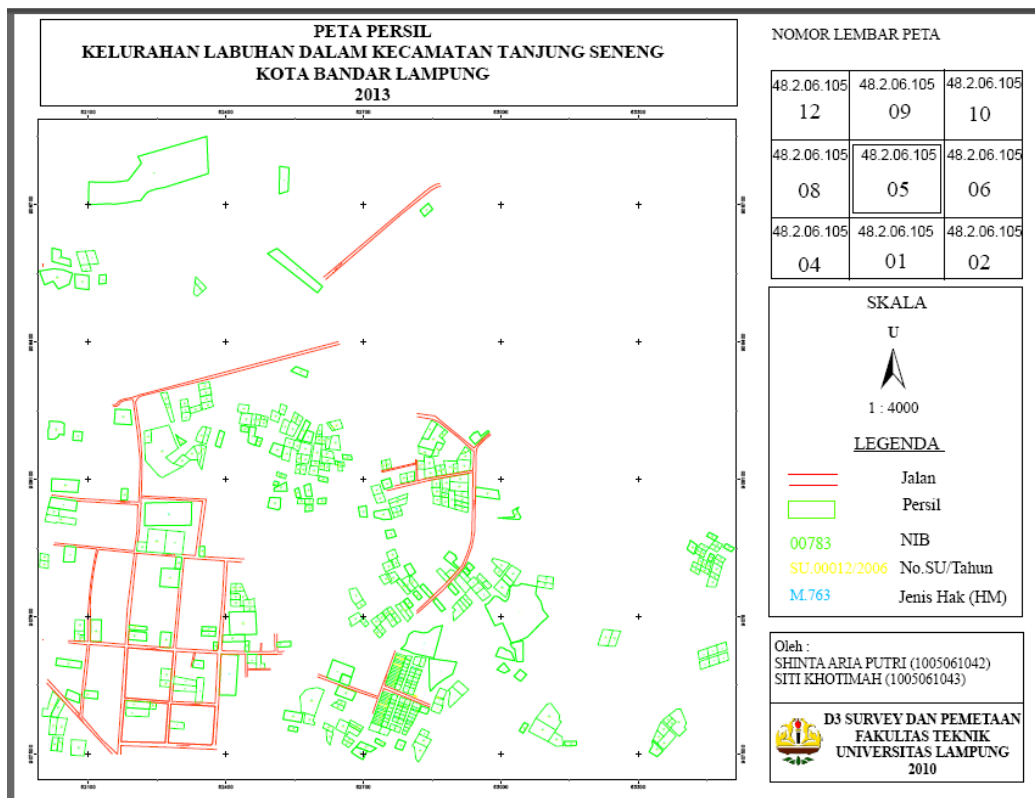 PETA PERSIL
KELURAHAN LABUHAN DALAM KECAMATAN TANJUNG SENENG
KOTA BANDAR LAMPUNG
2013
NOMOR LEMBAR PETA
48.2.06.105 48.2.06.105 48.2.06.105
12 09 10
48.2.06.105 48.2.06.105 48.2.06.105
08 05 06
48.2.06.105 48.2.06.105 48.2.06.105
04 01 02
SKALA
U
1 : 4000
LEGENDA
Jalan
Persil
00783 NIB
SU.00012/2006 No.SU/Tahun
M.763 Jenis Hak (HM)
Oleh :
SHINTA ARIA PUTRI (1005061042)
SITI KHOTIMAH (1005061043)
D3 SURVEY DAN PEMETAAN
FAKULTAS TEKNIK
UNIVERSITAS LAMPUNG
2010